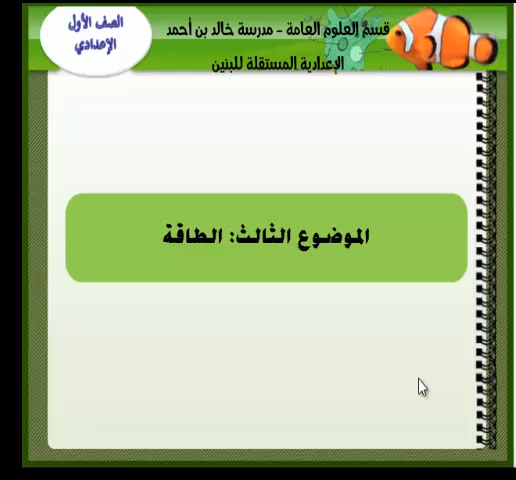 الصف الأول
الإعدادي
قسم العلوم العامة - مدرسة خالد بن أحمد
الإعدادية المستقلة للبنين
الموضوع الثالث: الطاقة